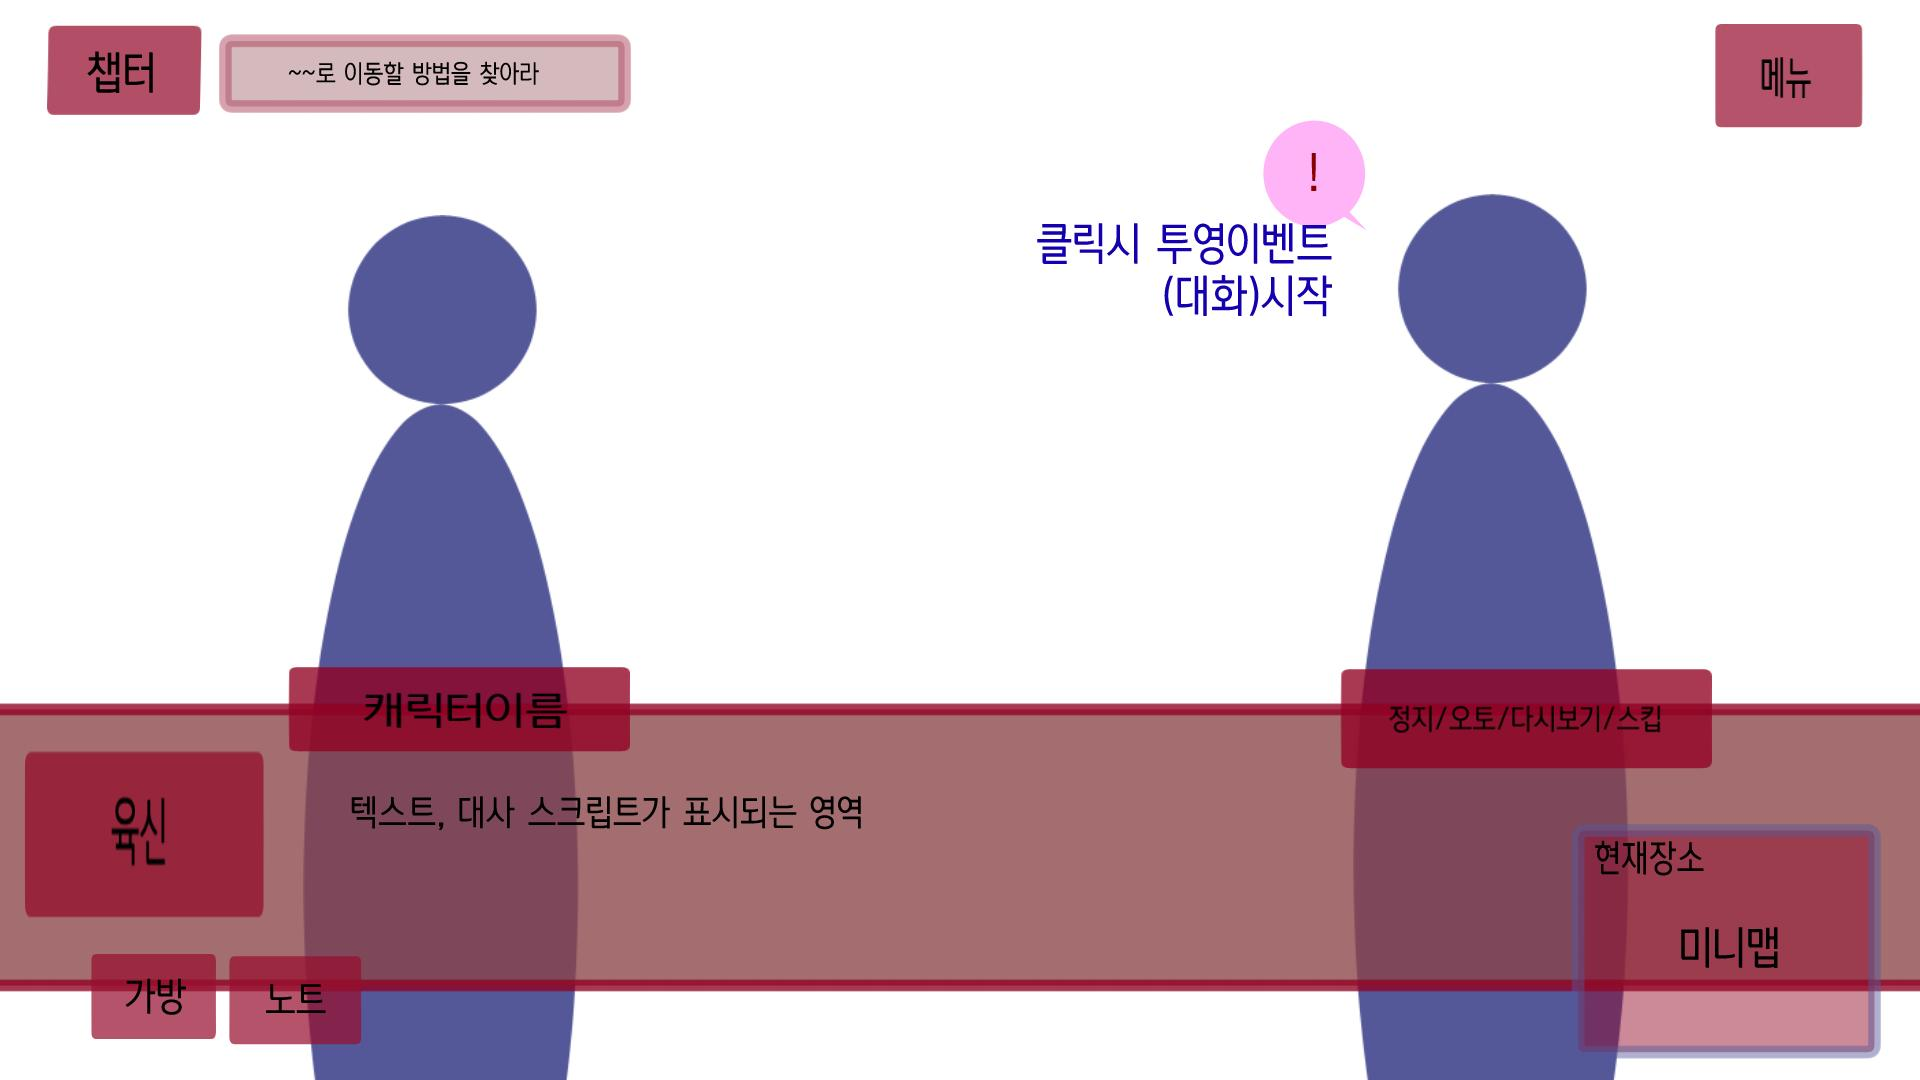 챕터
~~로 이동할 방법을 찾아라
메뉴
!
클릭시 투영이벤트
(대화)시작
캐릭터이름
정지/오토/다시보기/스킵
육신
텍스트, 대사 스크립트가 표시되는 영역
현재장소
미니맵
가방
노트